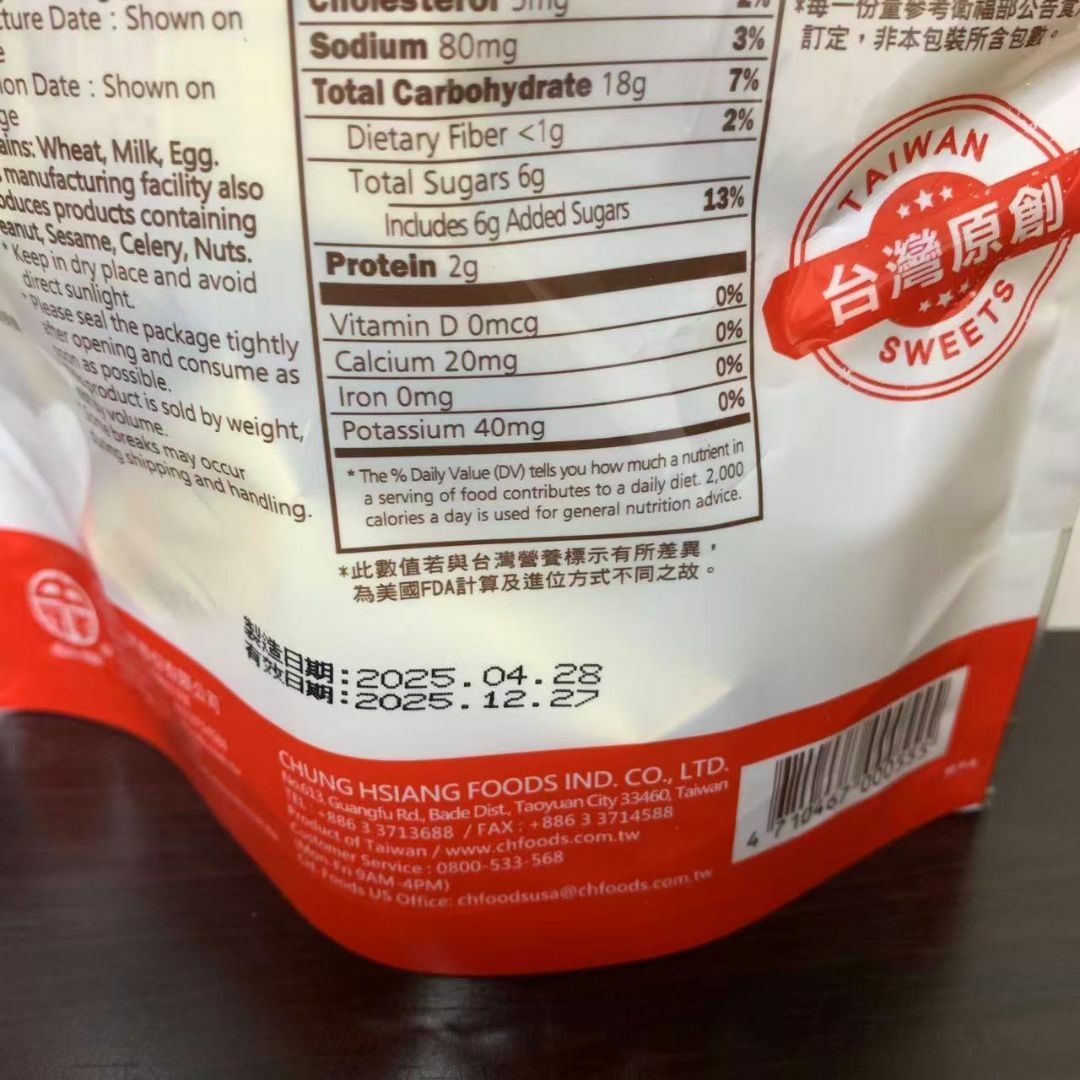 ture Date : Shown on
e
ion Date : Shown on
ge
ains: Wheat, Milk, Egg.
manufacturing facility also
oduces products containing
eanut, Sesame, Celery, Nuts.
* Keep in dry place and avoid
direct sunlight.
* Please seal the package tightly
after opening and consume as
soon as possible.
product is sold by weight,
by volume.
breaks may occur
during shipping and handling.
Cholesterol 5mg 2%
Sodium 80mg 3%
Total Carbohydrate 18g 7%
Dietary Fiber <1g 2%
Total Sugars 6g
Includes 6g Added Sugars 13%
Protein 2g
Vitamin D 0mcg 0%
Calcium 20mg 0%
Iron 0mg 0%
Potassium 40mg 0%
* The % Daily Value (DV) tells you how much a nutrient in
a serving of food contributes to a daily diet. 2,000
calories a day is used for general nutrition advice.
*此數值若與台灣營養標示有所差異，
為美國FDA計算及進位方式不同之故。
*每一份量參考衛福部公告食
訂定，非本包裝所含包數。
TAIWAN
台灣原創
SWEETS
製造日期:2025.04.28
有效日期:2025.12.27
限公司
CHUNG HSIANG FOODS IND. CO., LTD.
No.613, Guangfu Rd., Bade Dist., Taoyuan City 33460, Taiwan
TEL : +886 3 3713688 / FAX : +886 3 3714588
Product of Taiwan / www.chfoods.com.tw
Customer Service : 0800-533-568
(Mon-Fri 9AM-4PM)
CH Foods US Office: chfoodsusa@chfoods.com.tw
4 710467 000555